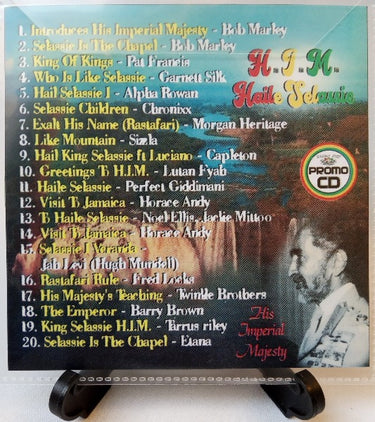 1. Introduces His Imperial Majesty - Bob Marley
2. Selassie Is The Chapel - Bob Marley
3. King Of Kings - Pat Francis
4. Who Is Like Selassie - Garnett Silk
5. Hail Selassie I - Alpha Rowan
6. Selassie Children - Chronixx
7. Exalt His Name (Rastafari) - Morgan Heritage
8. Like Mountain - Sizzla
9. Hail King Selassie ft Luciano - Capleton
10. Greetings To H.I.M. - Lutan Fyah
11. Haile Selassie - Perfect Giddimani
12. Visit To Jamaica - Horace Andy
13. To Haile Selassie - Noel Ellis, Jackie Mittoo
14. Visit To Jamaica - Horace Andy
15. Selassie I Veranda -
Jah Levi (Hugh Mundell)
16. Rastafari Rule - Fred Locks
17. His Majesty's Teaching - Twinkle Brothers
18. The Emperor - Barry Brown
19. King Selassie H.I.M. - Tarrus riley
20. Selassie Is The Chapel - Etana
H.I.M.
Haile Selassie
PROMO
CD
His
Imperial
Majesty